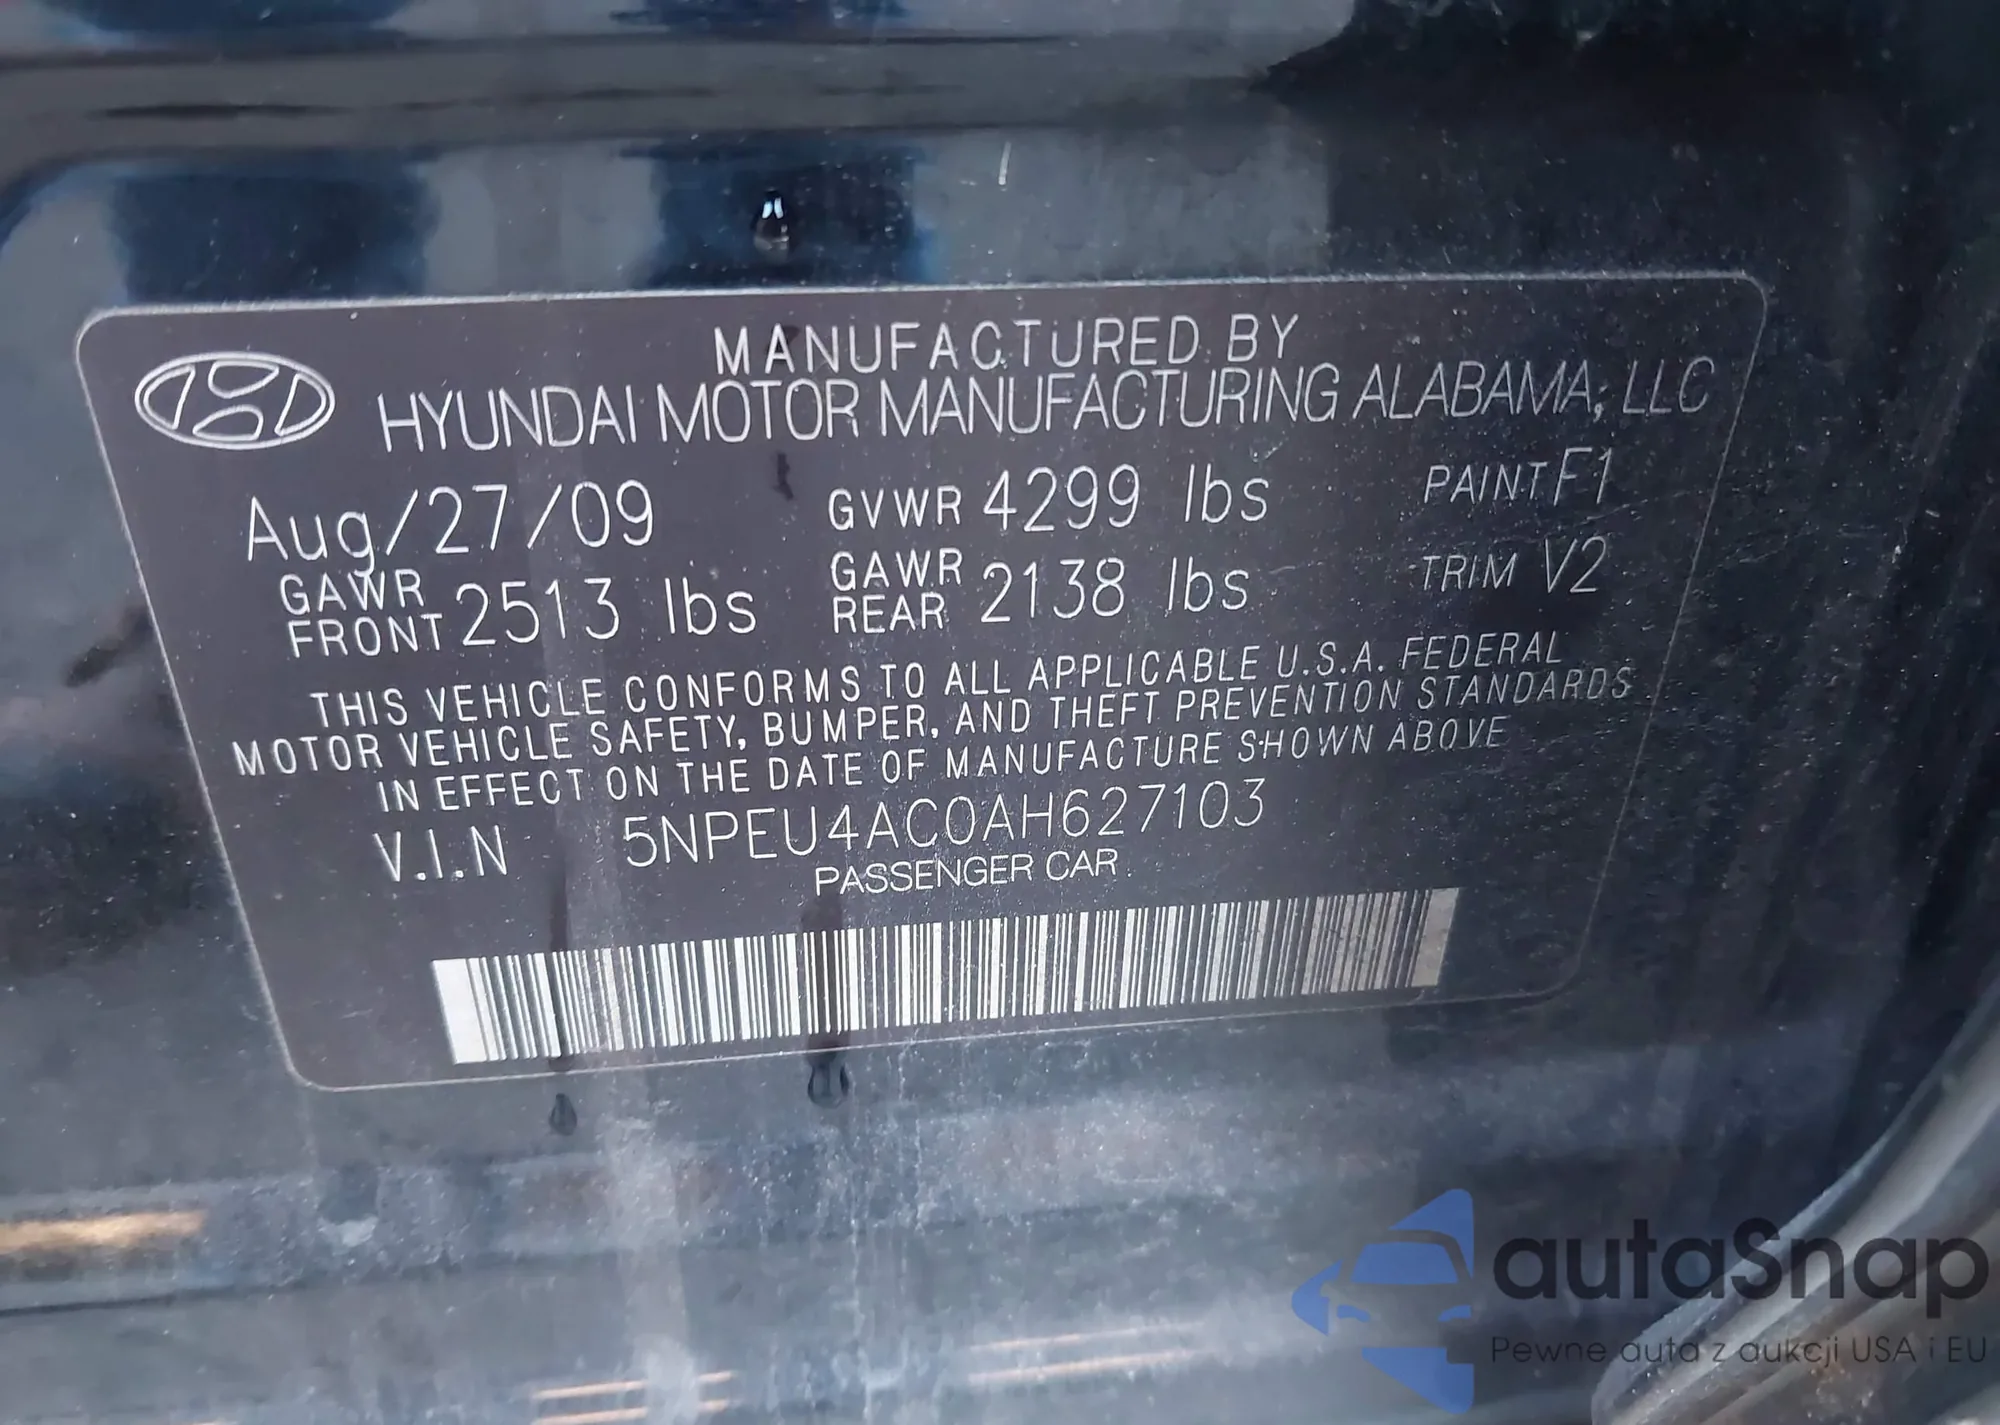 MANUFACTURED BY
HYUNDAI MOTOR MANUFACTURING ALABAMA, LLC
Aug/27/09 GVWR 4299 lbs PAINT F1
GAWR FRONT 2513 lbs GAWR REAR 2138 lbs TRIM V2
THIS VEHICLE CONFORMS TO ALL APPLICABLE U.S.A. FEDERAL
MOTOR VEHICLE SAFETY, BUMPER, AND THEFT PREVENTION STANDARDS
IN EFFECT ON THE DATE OF MANUFACTURE SHOWN ABOVE
V.I.N 5NPEU4AC0AH627103
PASSENGER CAR
autaSnap
Pewne auta z aukcji USA i EU